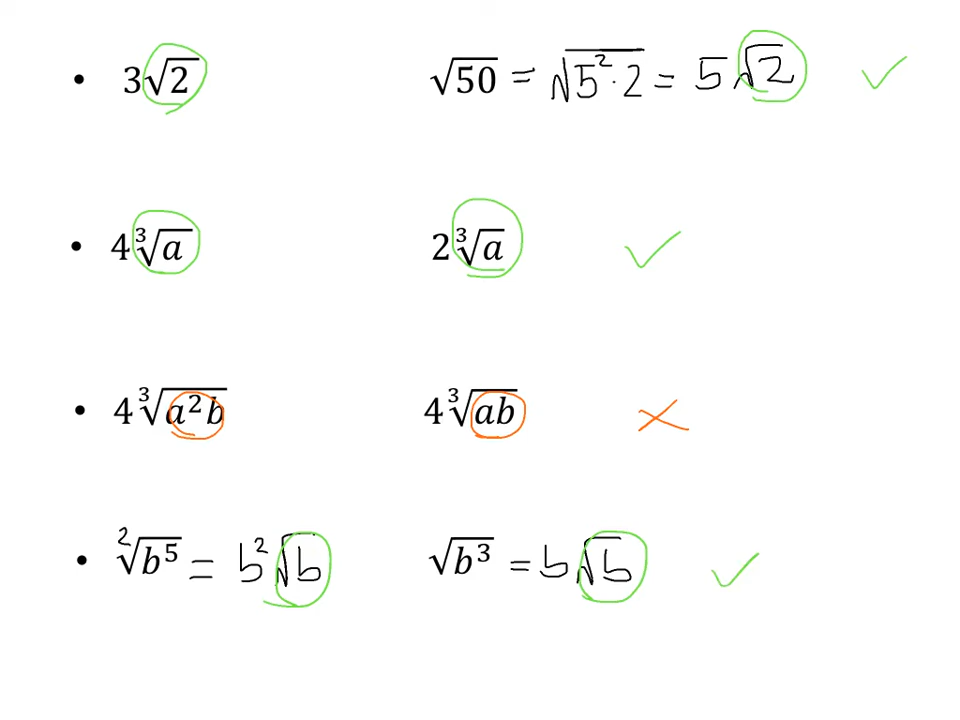 • 3√2 √50 = √5²·2 = 5√2 ✓
• 4∛a 2∛a ✓
• 4∛a²b 4∛ab ✗
• ²√b⁵ = b²√b √b³ = b√b ✓